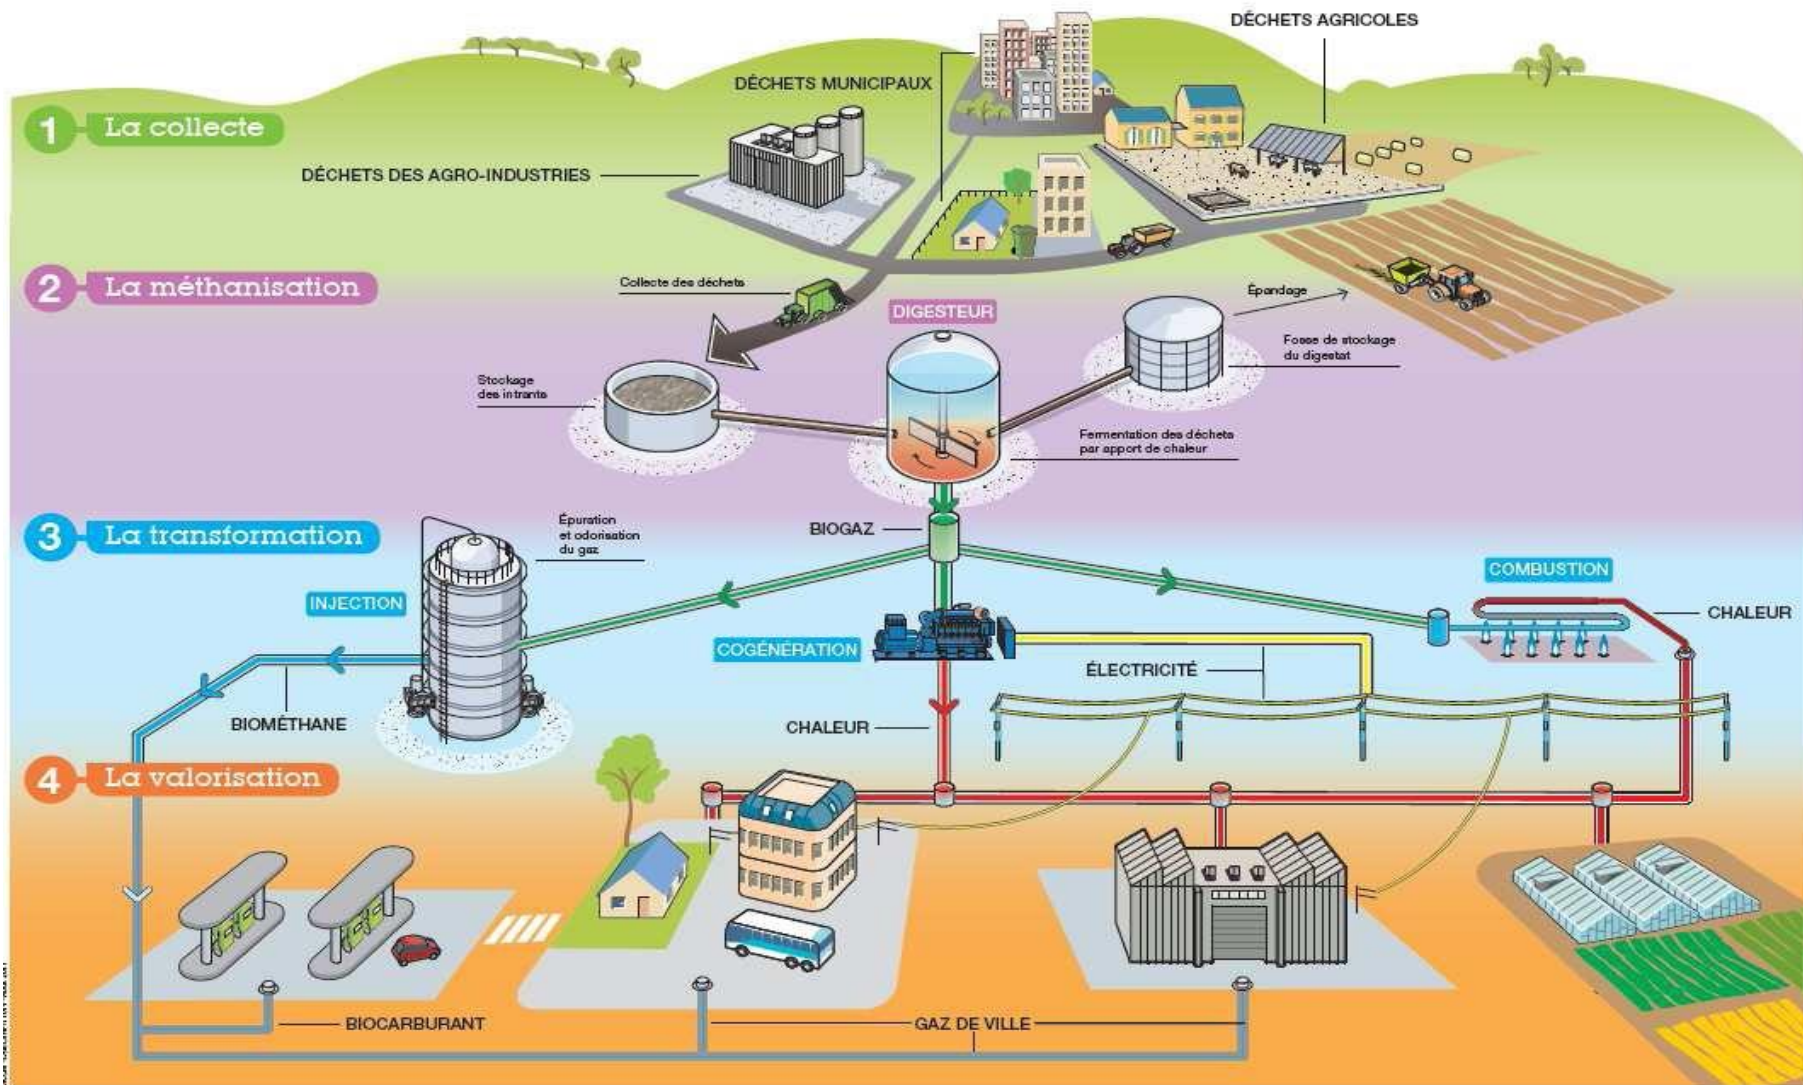 DÉCHETS AGRICOLES
DÉCHETS MUNICIPAUX
1 La collecte
DÉCHETS DES AGRO-INDUSTRIES
2 La méthanisation
Collecte des déchets
Épandage
DIGESTEUR
Fosse de stockage
du digestat
Stockage
des intrants
Fermentation des déchets
par apport de chaleur
3 La transformation
Épuration
et odorisation
du gaz
BIOGAZ
COMBUSTION
INJECTION
CHALEUR
COGÉNÉRATION
ÉLECTRICITÉ
BIOMÉTHANE
CHALEUR
4 La valorisation
BIOCARBURANT
GAZ DE VILLE